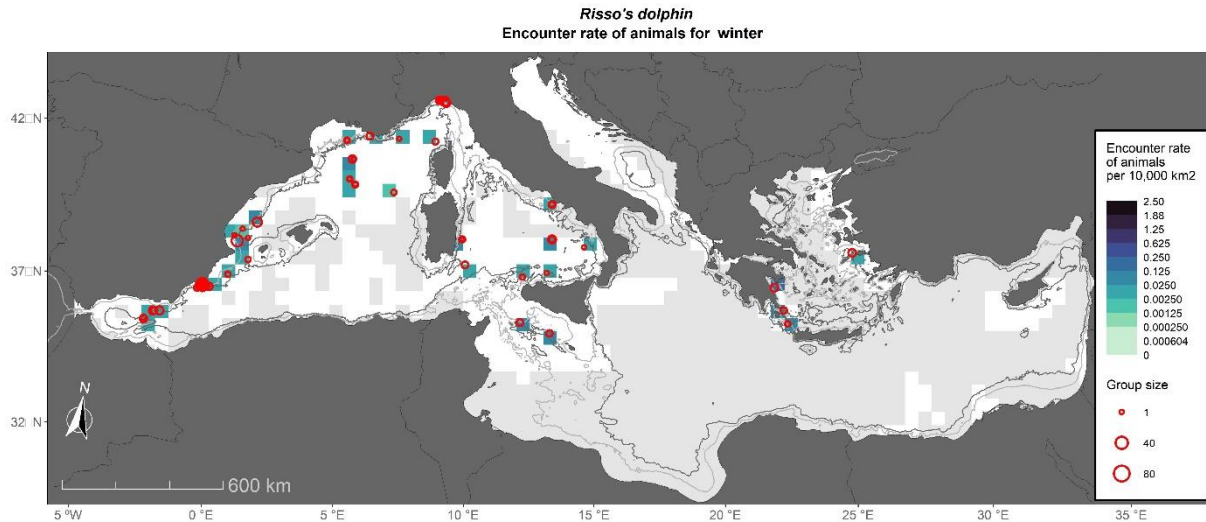 Risso's dolphin
Encounter rate of animals for winter
42□N
37□N
32 N
N
600 km
5 °W
0 °E
5 °E
10 °E
15 °E
20 °E
25 °E
30 °E
35 °E
Encounter rate
of animals
per 10,000 km2
2.50
1.88
1.25
0.625
0.250
0.125
0.00250
0.00125
0.000250
0.000604
0
Group size
1
40
80